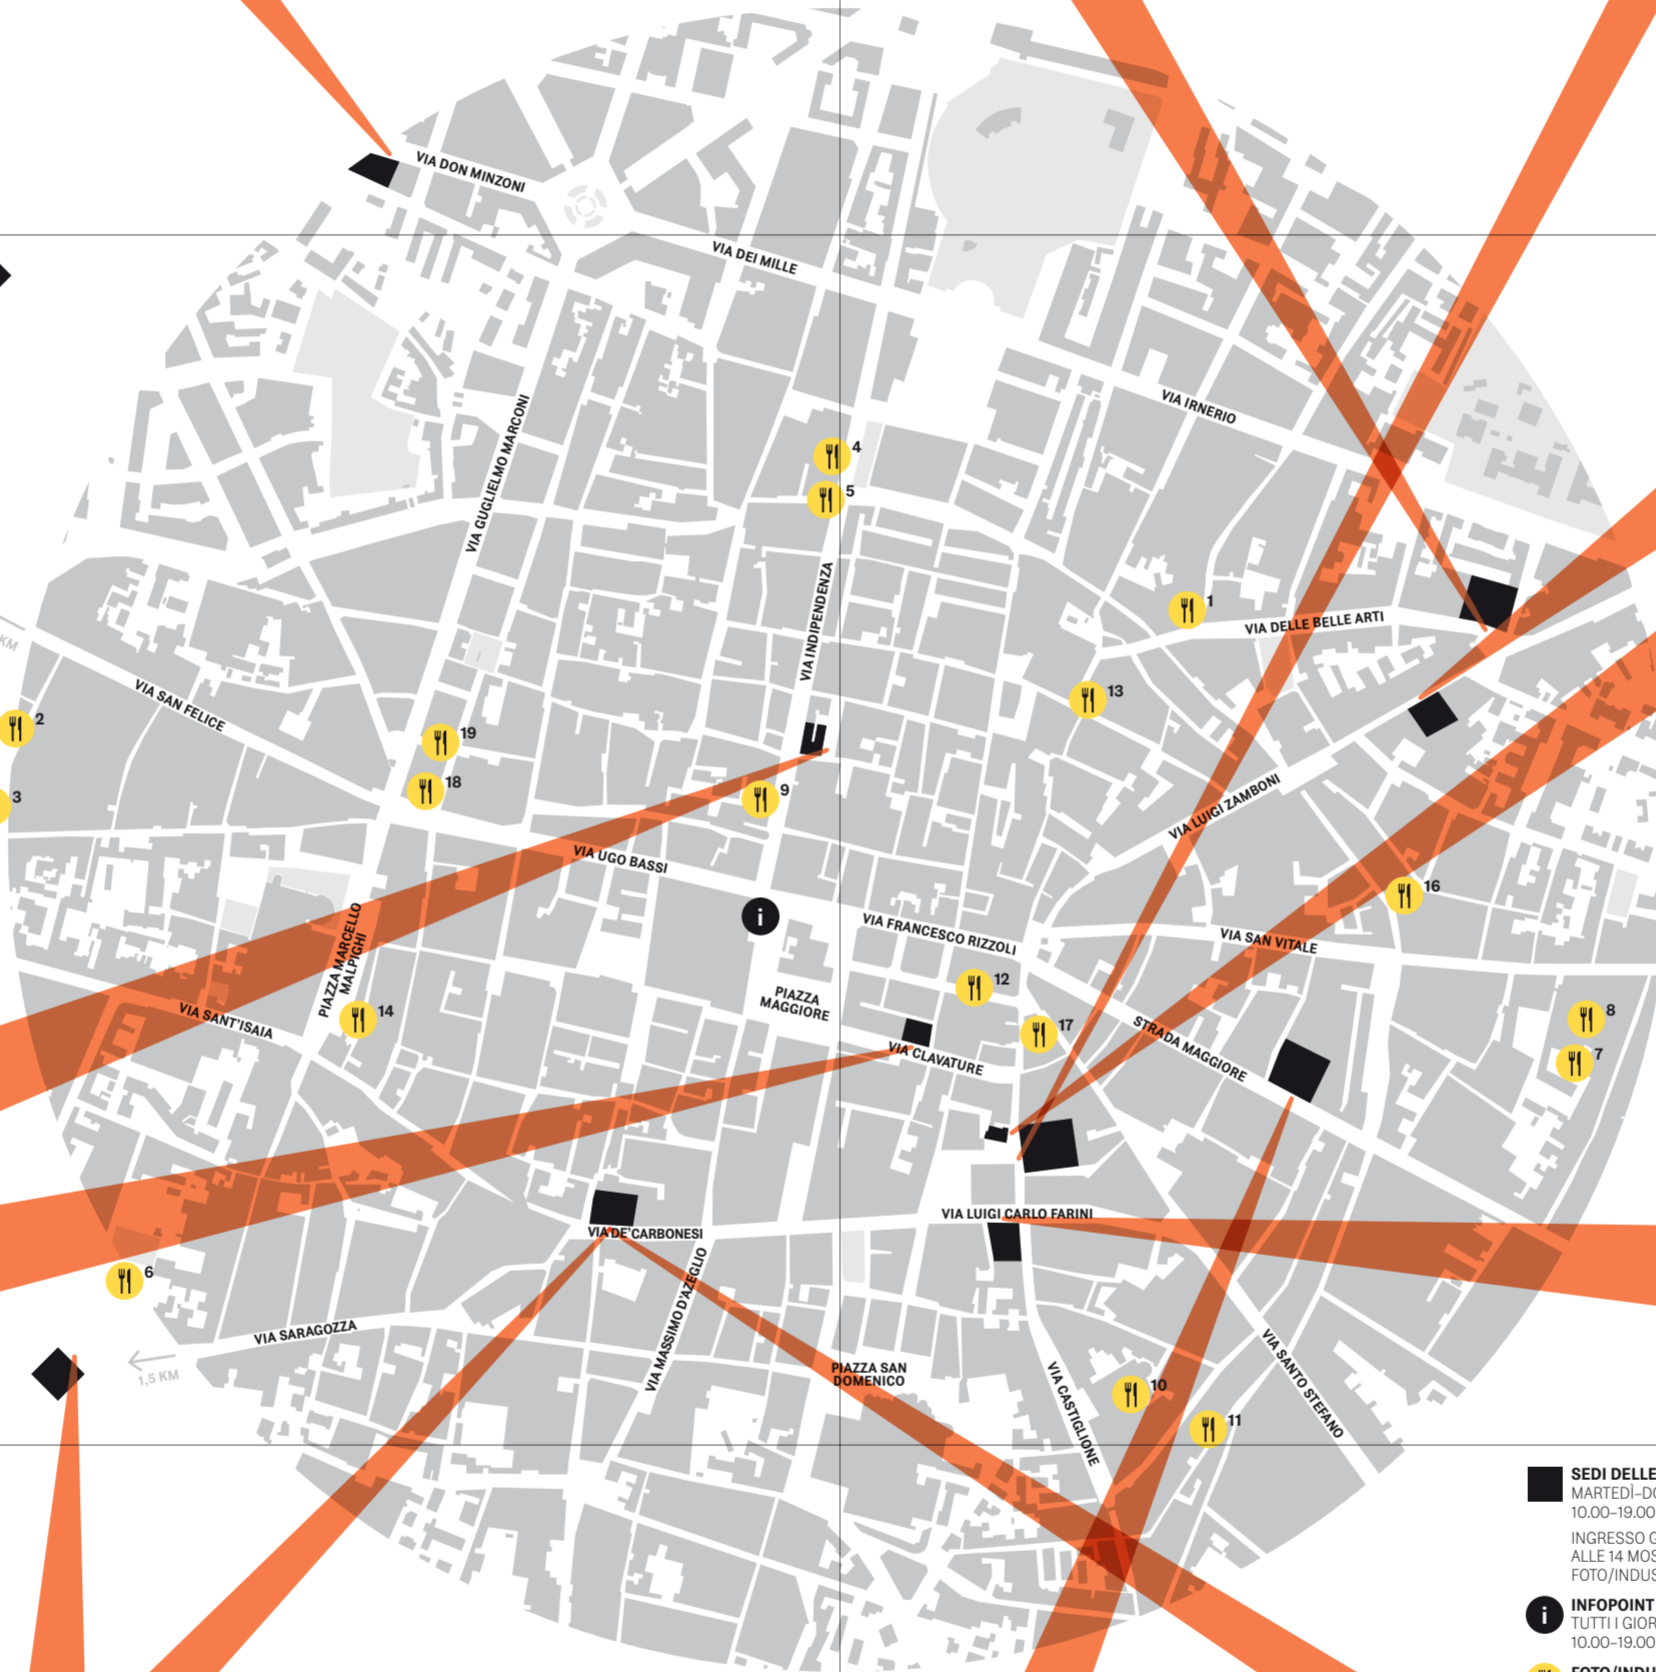 VIA DON MINZONI
VIA DEI MILLE
VIA IRNERIO
VIA GUGLIELMO MARCONI
4
5
VIA INDIPENDENZA
1
VIA DELLE BELLE ARTI
KM
VIA SAN FELICE
2
3
19
18
9
13
VIA LUIGI ZAMBONI
VIA UGO BASSI
i
16
VIA FRANCESCO RIZZOLI
VIA SAN VITALE
PIAZZA MARCELLO
MALPIGHI
12
PIAZZA
MAGGIORE
14
VIA SANT'ISAIA
17
8
7
STRADA MAGGIORE
VIA CLAVATURE
VIA LUIGI CARLO FARINI
VIA DE' CARBONESI
6
VIA MASSIMO D'AZEGLIO
VIA SARAGOZZA
1,5 KM
PIAZZA SAN
DOMENICO
VIA CASTIGLIONE
10
11
VIA SANTO STEFANO
SEDI DELLE
MARTEDÌ–DO
10.00–19.00
INGRESSO G
ALLE 14 MOS
FOTO/INDUS
i
INFOPOINT
TUTTI I GIOR
10.00–19.00
FOTO/INDU